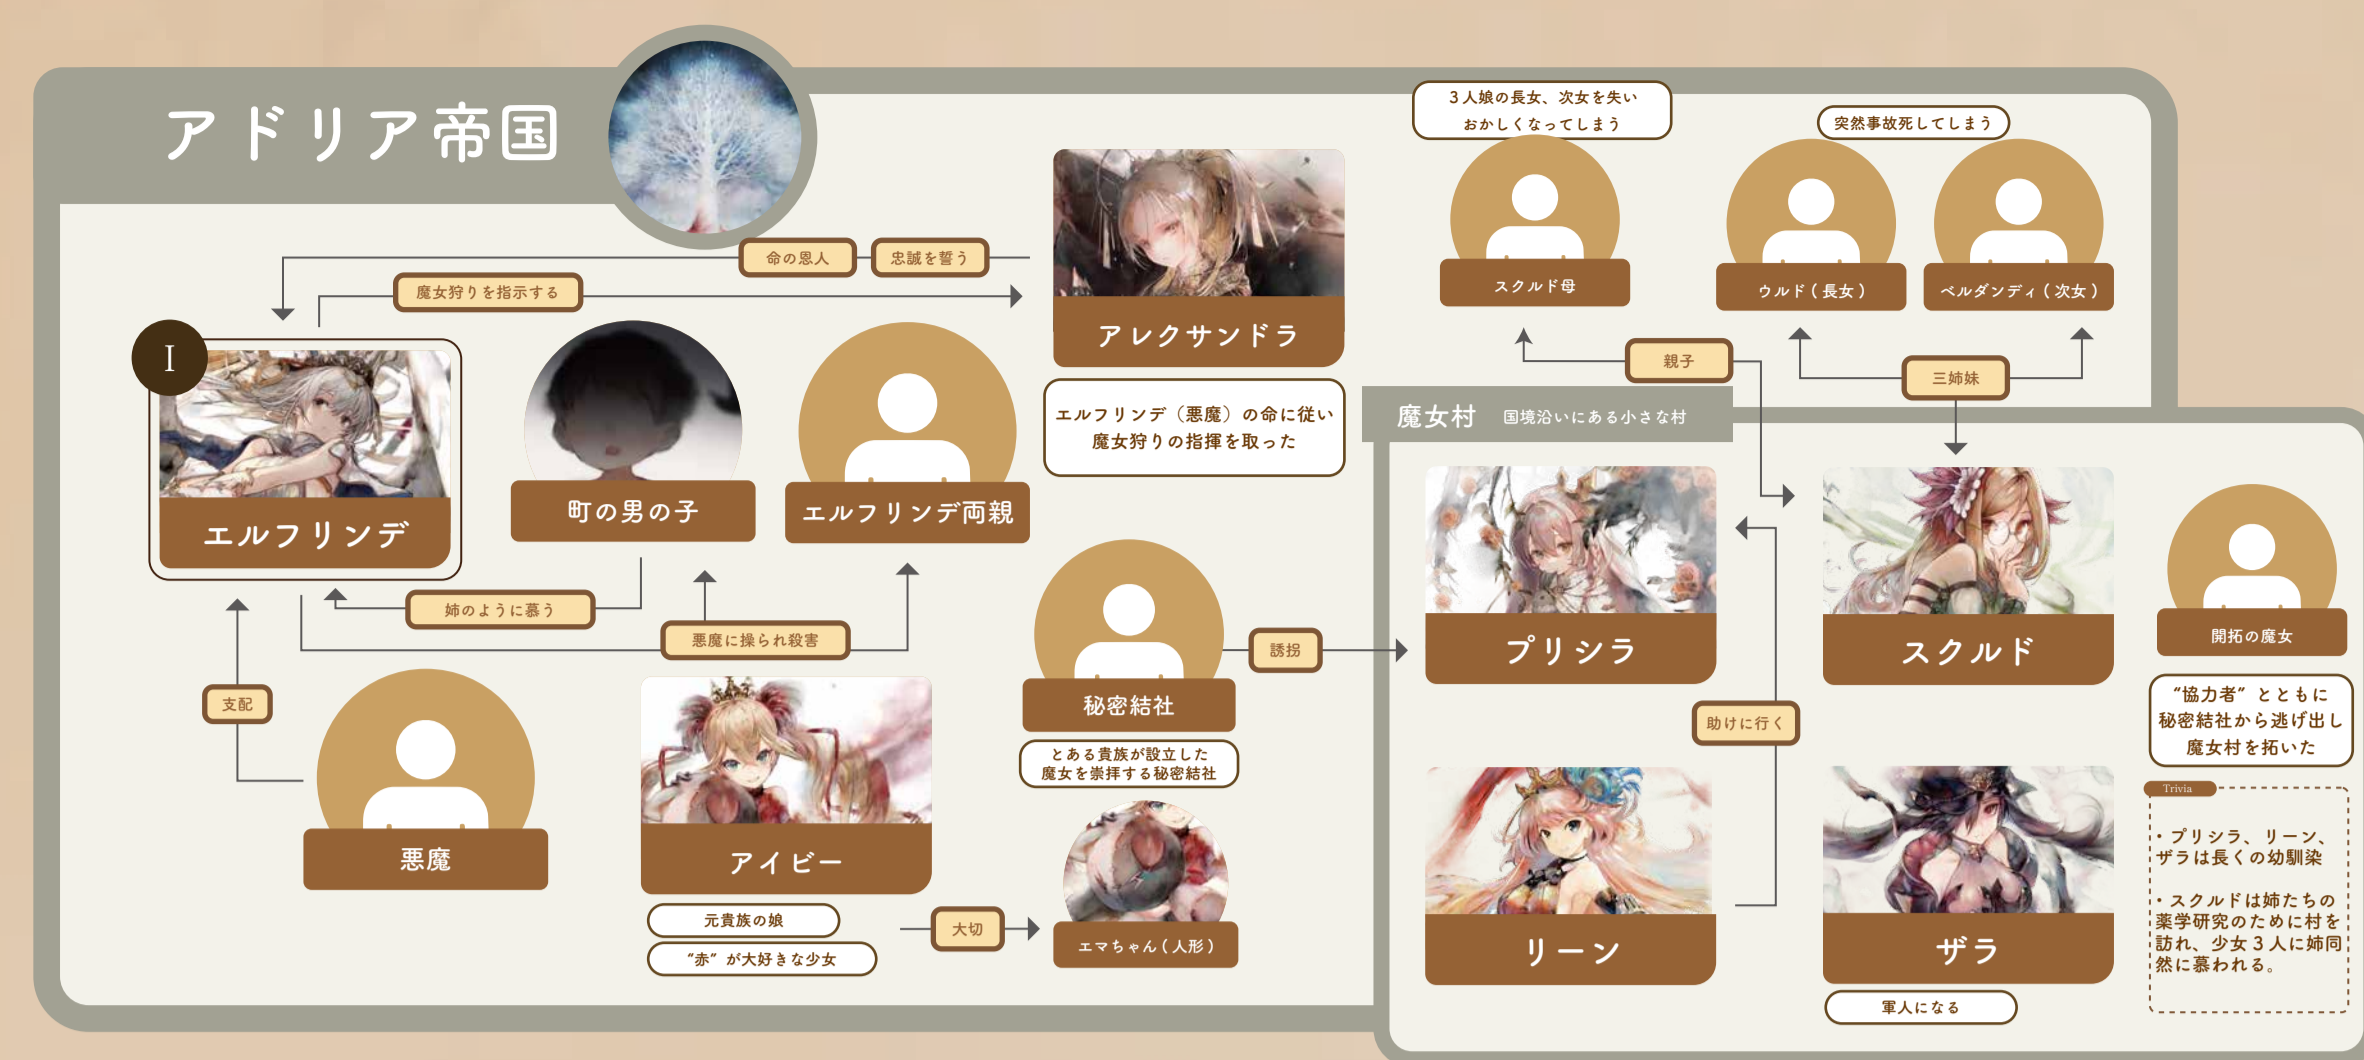 アドリア帝国
3人娘の長女、次女を失い
おかしくなってしまう
突然事故死してしまう
スクルド母
ウルド(長女)
ベルダンディ(次女)
命の恩人
忠誠を誓う
魔女狩りを指示する
アレクサンドラ
エルフリンデ（悪魔）の命に従い
魔女狩りの指揮を取った
親子
三姉妹
I
エルフリンデ
町の男の子
エルフリンデ両親
姉のように慕う
悪魔に操られ殺害
支配
悪魔
アイビー
元貴族の娘
“赤”が大好きな少女
大切
エマちゃん(人形)
秘密結社
とある貴族が設立した
魔女を崇拝する秘密結社
誘拐
魔女村 国境沿いにある小さな村
プリシラ
スクルド
開拓の魔女
“協力者”とともに
秘密結社から逃げ出し
魔女村を拓いた
助けに行く
リーン
ザラ
軍人になる
Trivia
・プリシラ、リーン、
ザラは長くの幼馴染
・スクルドは姉たちの
薬学研究のために村を
訪れ、少女3人に姉同
然に慕われる。